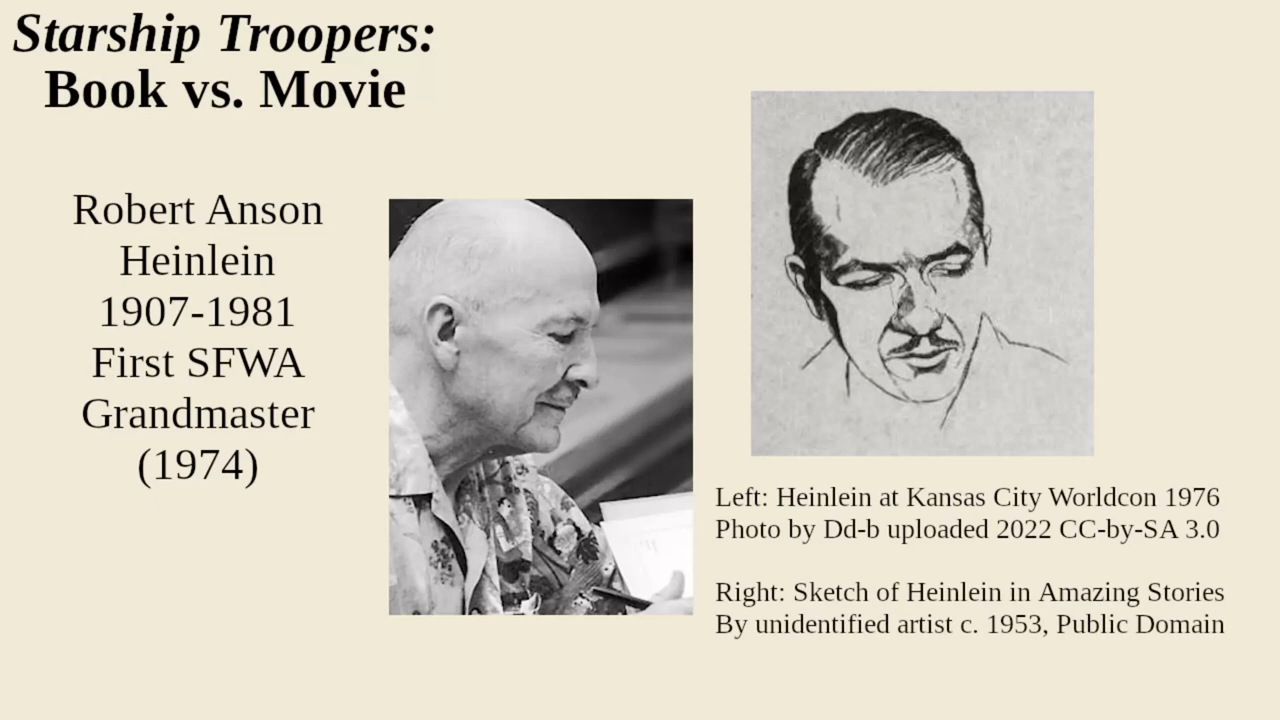 Starship Troopers:
Book vs. Movie
Robert Anson
Heinlein
1907-1981
First SFWA
Grandmaster
(1974)
Left: Heinlein at Kansas City Worldcon 1976
Photo by Dd-b uploaded 2022 CC-by-SA 3.0
Right: Sketch of Heinlein in Amazing Stories
By unidentified artist c. 1953, Public Domain